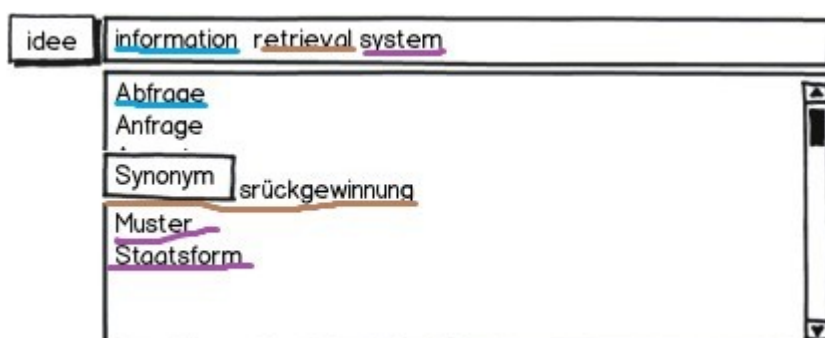 idee
information retrieval system
Abfrage
Anfrage
Synonym
srückgewinnung
Muster
Staatsform